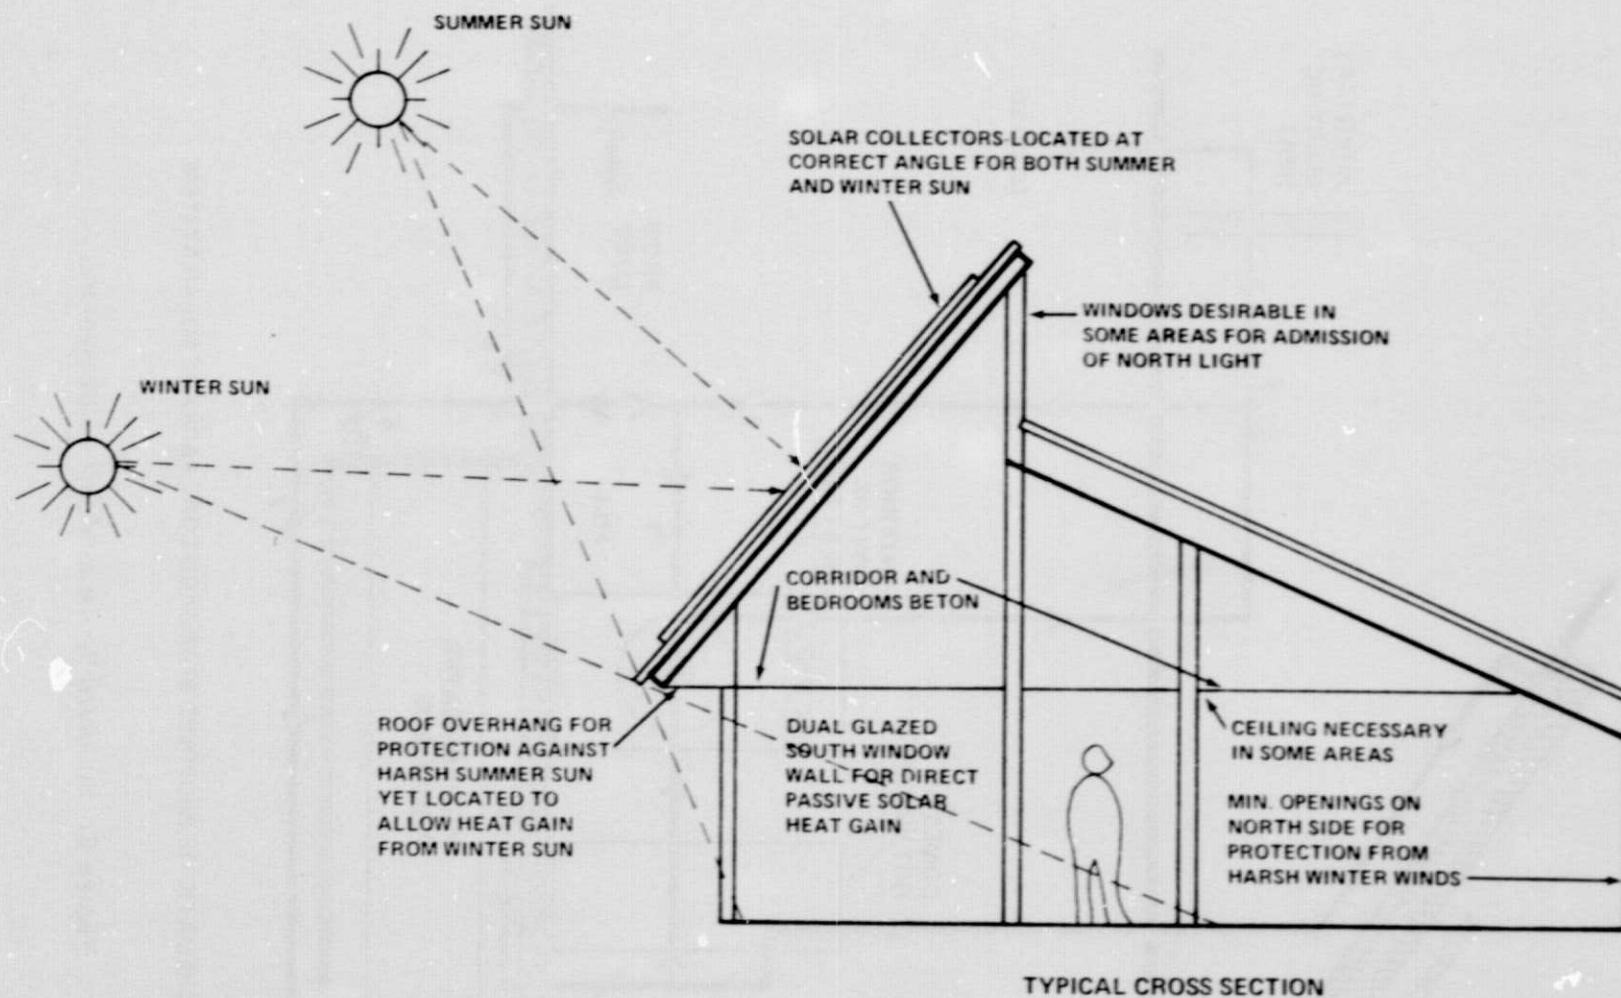 SUMMER SUN
SOLAR COLLECTORS LOCATED AT
CORRECT ANGLE FOR BOTH SUMMER
AND WINTER SUN
WINDOWS DESIRABLE IN
SOME AREAS FOR ADMISSION
OF NORTH LIGHT
WINTER SUN
CORRIDOR AND
BEDROOMS BETON
ROOF OVERHANG FOR
PROTECTION AGAINST
HARSH SUMMER SUN
YET LOCATED TO
ALLOW HEAT GAIN
FROM WINTER SUN
DUAL GLAZED
SOUTH WINDOW
WALL FOR DIRECT
PASSIVE SOLAR
HEAT GAIN
CEILING NECESSARY
IN SOME AREAS
MIN. OPENINGS ON
NORTH SIDE FOR
PROTECTION FROM
HARSH WINTER WINDS
TYPICAL CROSS SECTION